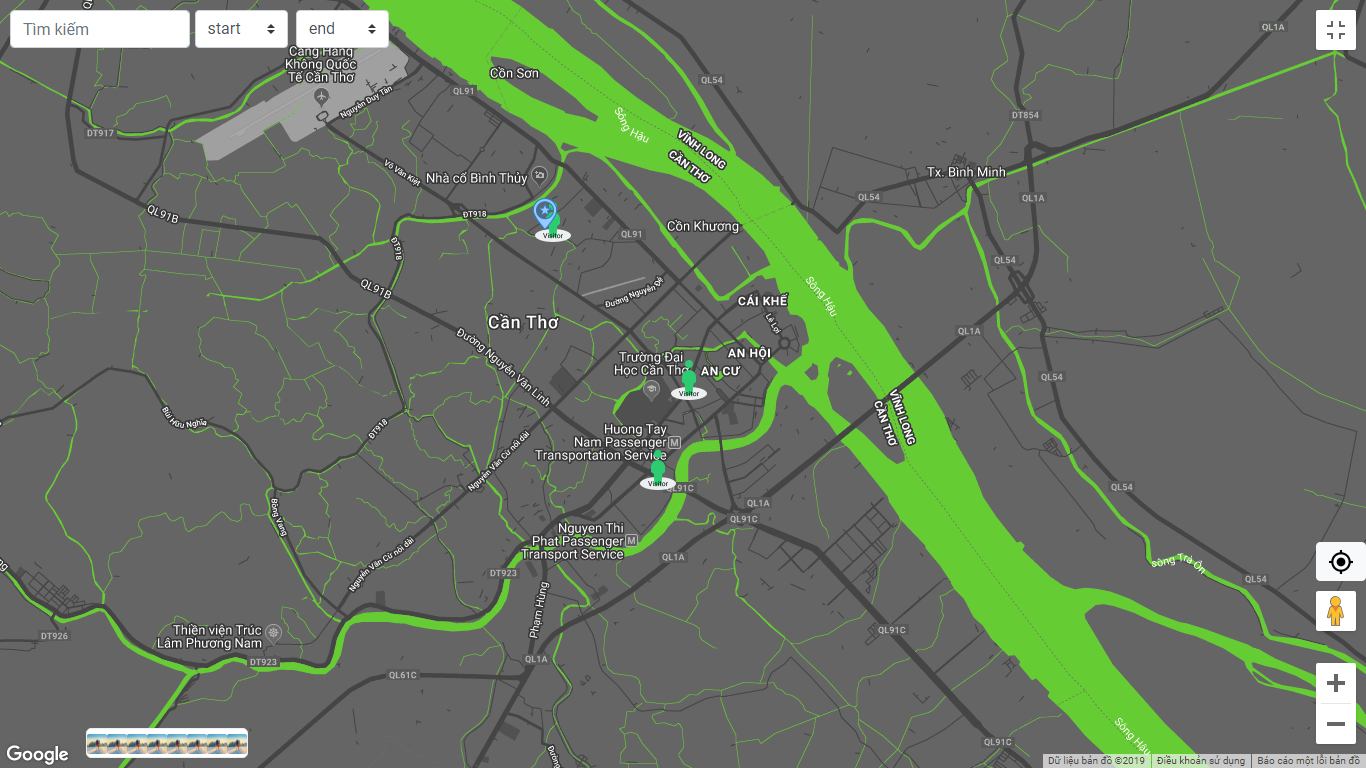 Tìm kiếm
start
end
QL1A
Cảng Hàng
Không Quốc
Tế Cần Thơ
Nguyễn Duy Tân
Cồn Sơn
QL91
QL54
Sông Hậu
DT917
VĨNH LONG
CẦN THƠ
DT854
Võ Văn Kiệt
Nhà cổ Bình Thủy
Tx. Bình Minh
QL54
QL1A
QL91B
ĐT918
Visitor
QL91
Cồn Khương
ĐT918
QL54
QL91B
Đường Nguyễn Đệ
Sông Hậu
CÁI KHẾ
Lê Lợi
Cần Thơ
QL1A
Đường Nguyễn Văn Linh
AN HỘI
Trường Đại
Học Cần Thơ
AN CƯ
QL54
Visitor
Bùi Hữu Nghĩa
ĐT918
VĨNH LONG
CẦN THƠ
Huong Tay
Nam Passenger
Transportation Service
Nguyễn Văn Cừ nối dài
Visitor
QL91C
QL54
QL1A
QL91C
Bông Vang
Nguyen Thi
Phat Passenger
Transport Service
QL1A
Nguyễn Văn Cừ nối dài
sông Trà Ôn
DT923
QL54
Phạm Hùng
DT926
Thiền viện Trúc
Lâm Phương Nam
QL91C
DT923
QL1A
QL61C
Sông Hậu
QL91C
Google
Dữ liệu bản đồ ©2019
Điều khoản sử dụng
Báo cáo một lỗi bản đồ